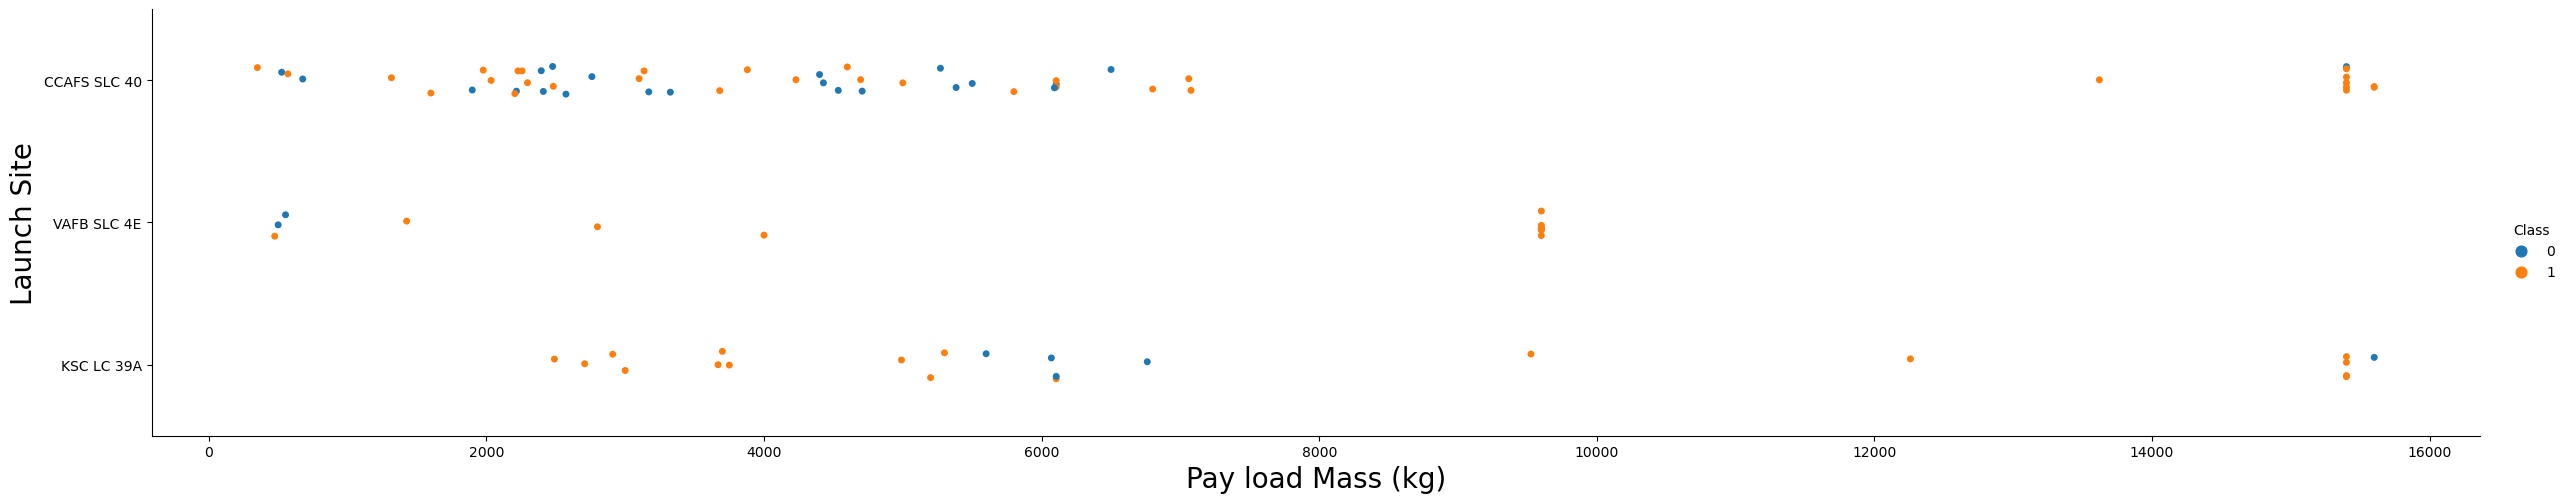 Launch Site
CCAFS SLC 40
VAFB SLC 4E
KSC LC 39A
0 2000 4000 6000 8000 10000 12000 14000 16000
Pay load Mass (kg)
Class
0
1